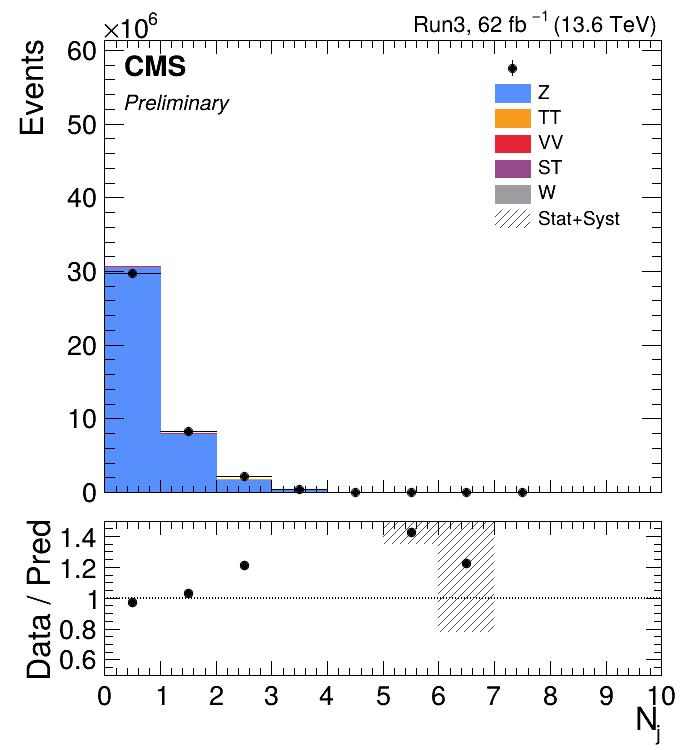 ×10⁶
Run3, 62 fb⁻¹ (13.6 TeV)
Events
60
50
40
30
20
10
0
CMS
Preliminary
Z
TT
VV
ST
W
Stat+Syst
Data / Pred
1.4
1.2
1
0.8
0.6
0 1 2 3 4 5 6 7 8 9 10
Nⱼ